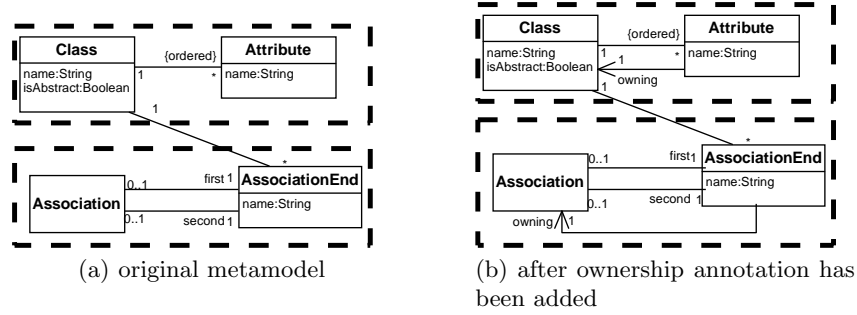 Class
{ordered}
Attribute
name:String
isAbstract:Boolean
1
*
name:String
1
*
0..1
first 1
AssociationEnd
Association
name:String
0..1
second 1
(a) original metamodel
Class
{ordered}
Attribute
name:String
isAbstract:Boolean
1
1
*
name:String
owning
1
*
0..1
first 1
AssociationEnd
Association
name:String
0..1
second 1
owning
1
(b) after ownership annotation has
been added